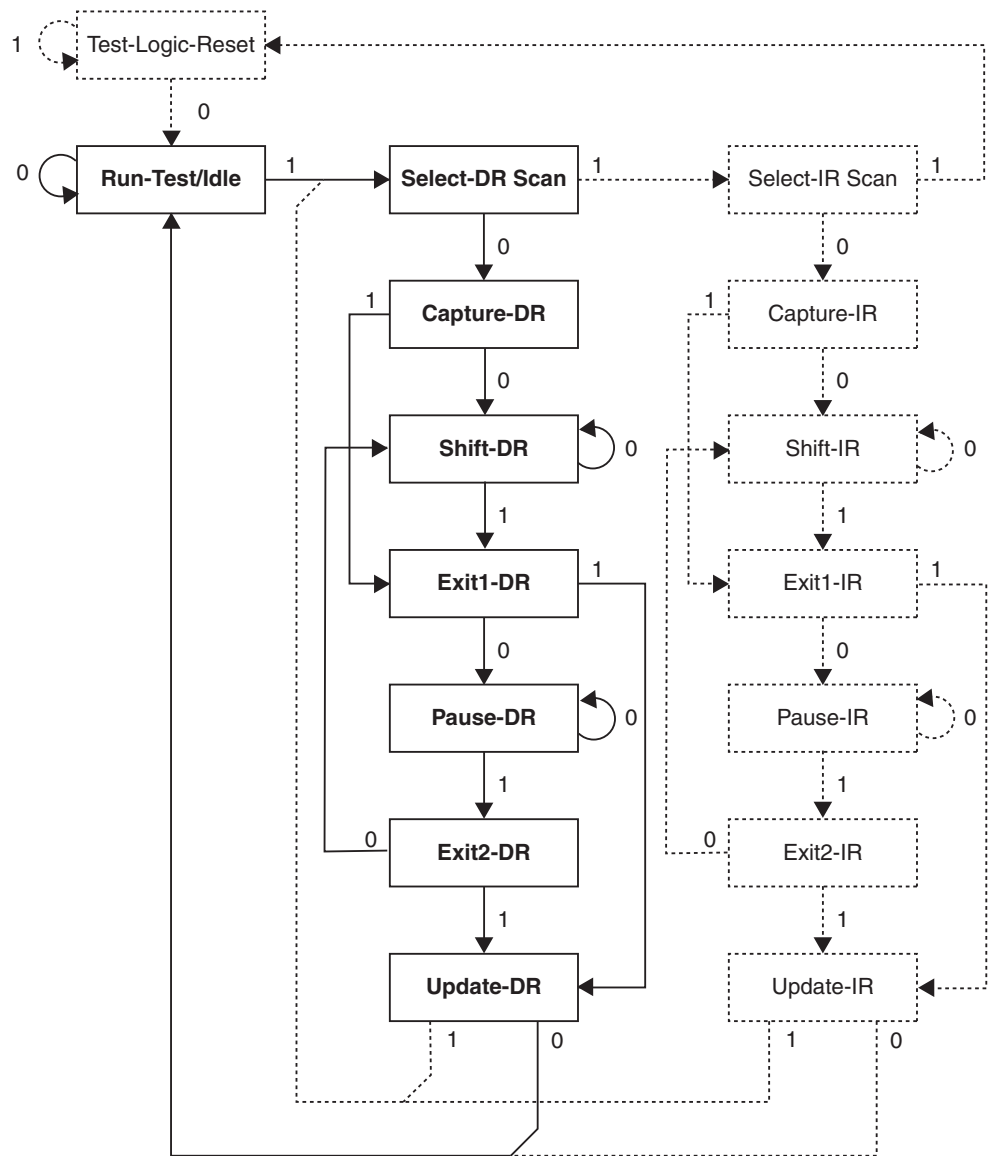 Test-Logic-Reset
1
0
Run-Test/Idle
0
1
Select-DR Scan
1
Select-IR Scan
1
0
0
1
Capture-DR
1
Capture-IR
0
0
Shift-DR
0
Shift-IR
0
1
1
Exit1-DR
1
Exit1-IR
1
0
0
Pause-DR
0
Pause-IR
0
1
1
0
Exit2-DR
0
Exit2-IR
1
1
Update-DR
Update-IR
1
0
1
0